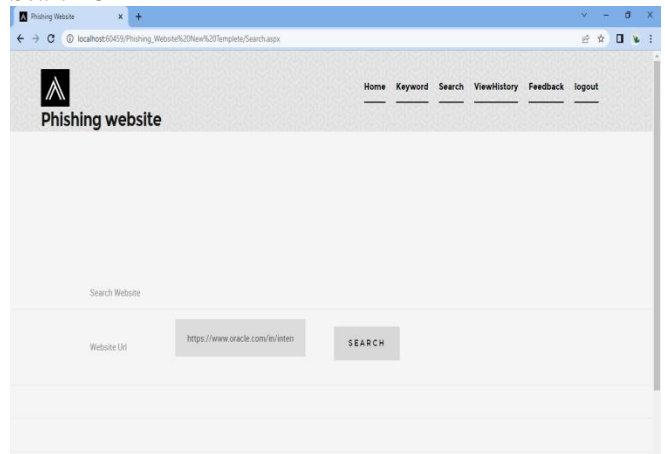 Phishing Website
localhost:60459/Phishing_Website%20New%20Templete/Search.aspx
Home Keyword Search ViewHistory Feedback logout
Phishing website
Search Website
Website Url
https://www.oracle.com/in/inten
SEARCH